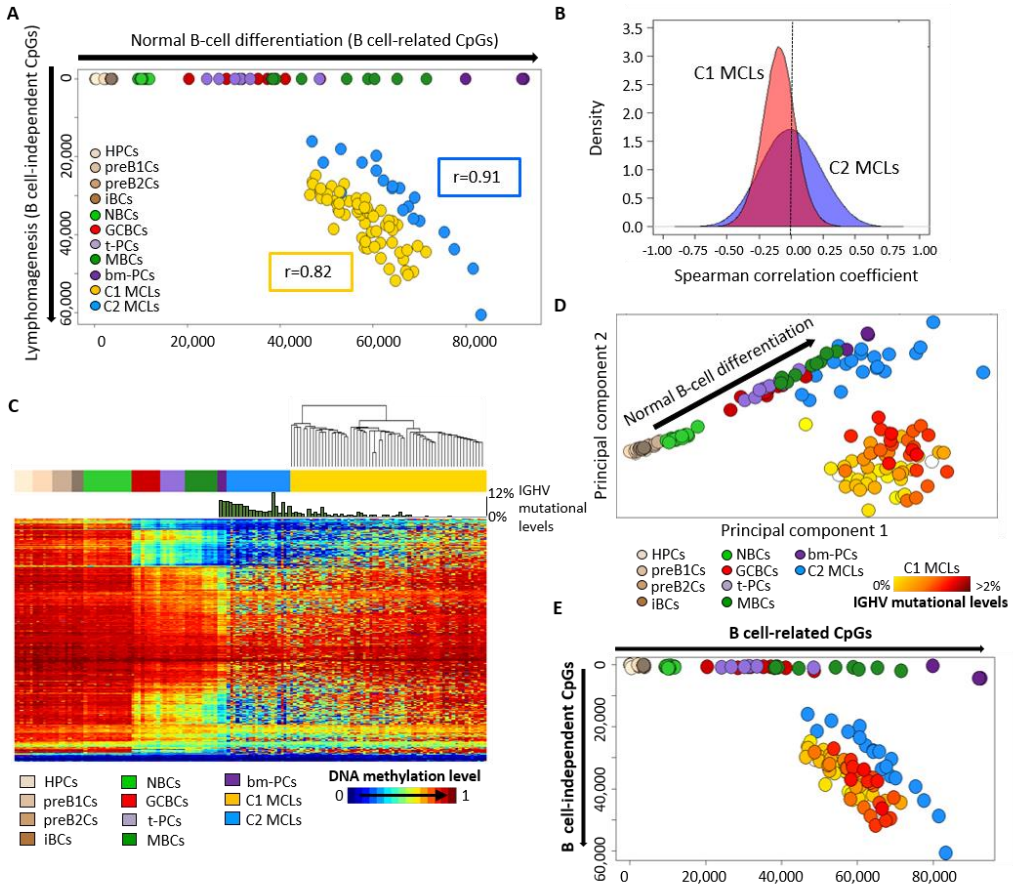 A
Normal B-cell differentiation (B cell-related CpGs)
Lymphomagenesis (B cell-independent CpGs)
0
20,000
40,000
60,000
HPCs
preB1Cs
preB2Cs
iBCs
NBCs
GCBCs
t-PCs
MBCs
bm-PCs
C1 MCLs
C2 MCLs
r=0.91
r=0.82
0
20,000
40,000
60,000
80,000
B
Density
3.5
3.0
2.5
2.0
1.5
1.0
0.5
0.0
C1 MCLs
C2 MCLs
-1.00
-0.75
-0.50
-0.25
0.00
0.25
0.50
0.75
1.00
Spearman correlation coefficient
C
12%
0%
IGHV
mutational
levels
HPCs
preB1Cs
preB2Cs
iBCs
NBCs
GCBCs
t-PCs
MBCs
bm-PCs
C1 MCLs
C2 MCLs
DNA methylation level
0
1
D
Normal B-cell differentiation
Principal component 2
Principal component 1
HPCs
preB1Cs
preB2Cs
iBCs
NBCs
GCBCs
t-PCs
MBCs
bm-PCs
C2 MCLs
C1 MCLs
0%
>2%
IGHV mutational levels
E
B cell-related CpGs
B cell-independent CpGs
0
20,000
40,000
60,000
0
20,000
40,000
60,000
80,000